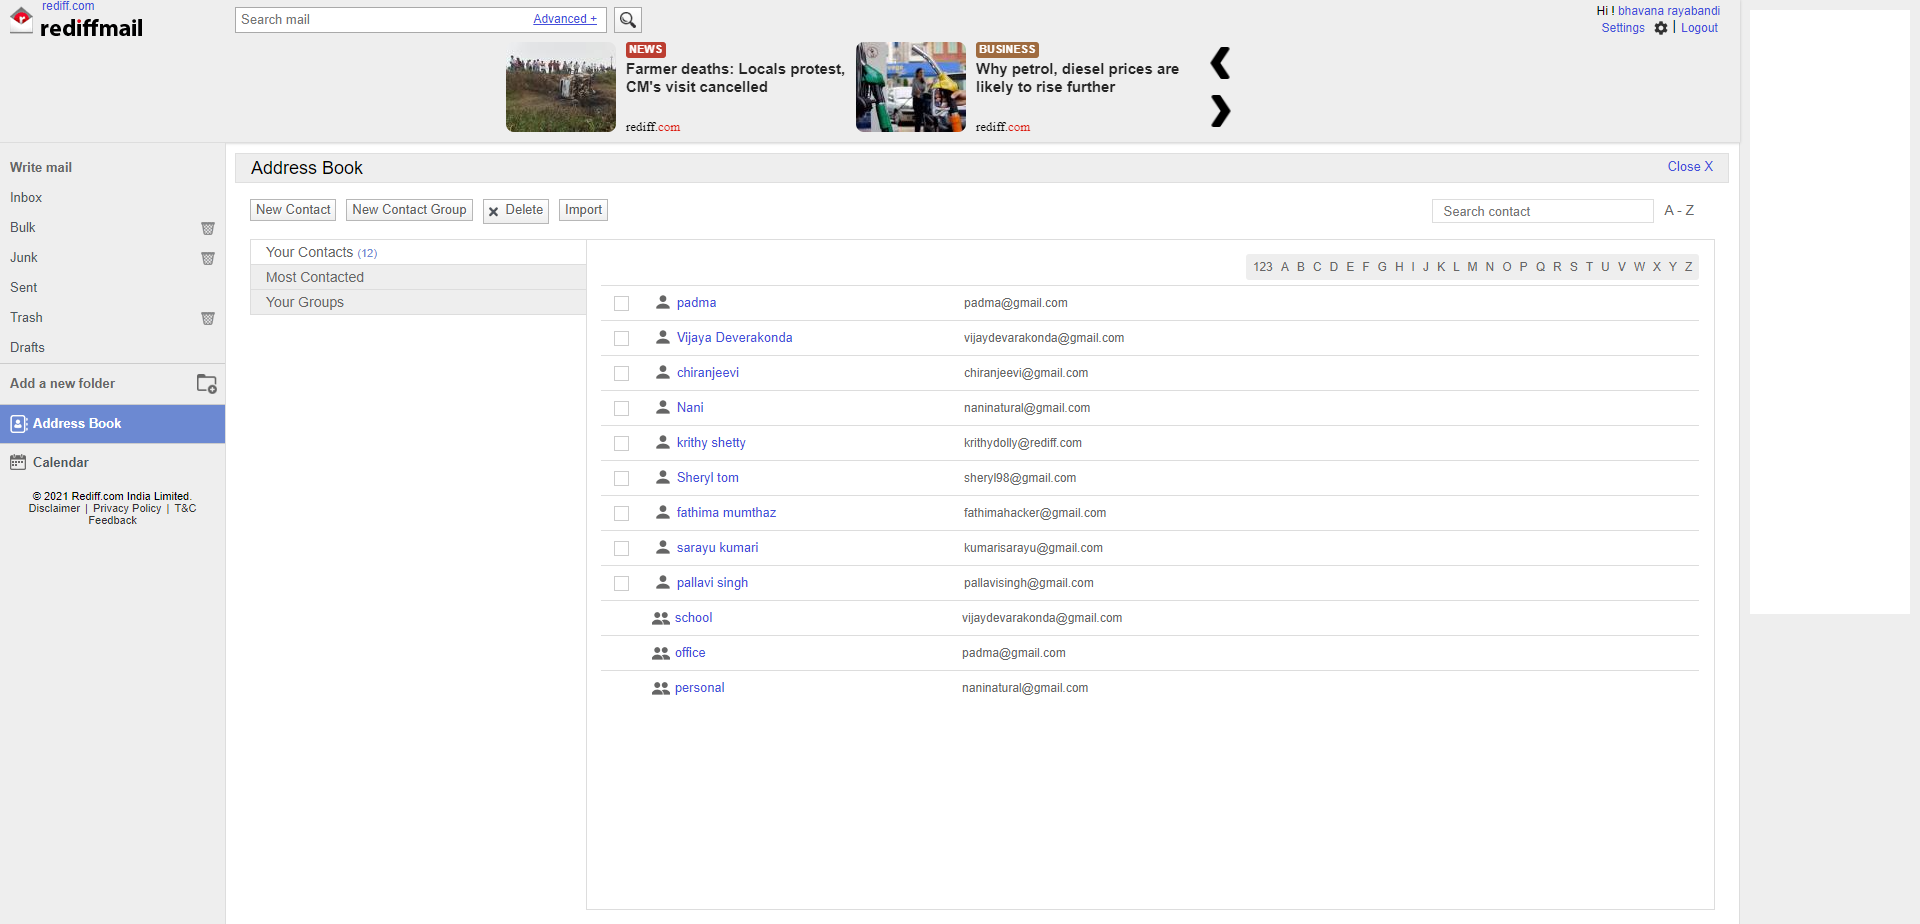 rediff.com
rediffmail
Search mail
Advanced +
Hi ! bhavana rayabandi
Settings | Logout
NEWS
Farmer deaths: Locals protest,
CM's visit cancelled
rediff.com
BUSINESS
Why petrol, diesel prices are
likely to rise further
rediff.com
Write mail
Inbox
Bulk
Junk
Sent
Trash
Drafts
Add a new folder
Address Book
Calendar
© 2021 Rediff.com India Limited.
Disclaimer | Privacy Policy | T&C
Feedback
Address Book
Close X
New Contact
New Contact Group
Delete
Import
Search contact
A - Z
Your Contacts (12)
Most Contacted
Your Groups
123 A B C D E F G H I J K L M N O P Q R S T U V W X Y Z
padma padma@gmail.com
Vijaya Deverakonda vijaydevarakonda@gmail.com
chiranjeevi chiranjeevi@gmail.com
Nani naninatural@gmail.com
krithy shetty krithydolly@rediff.com
Sheryl tom sheryl98@gmail.com
fathima mumthaz fathimahacker@gmail.com
sarayu kumari kumarisarayu@gmail.com
pallavi singh pallavisingh@gmail.com
school vijaydevarakonda@gmail.com
office padma@gmail.com
personal naninatural@gmail.com